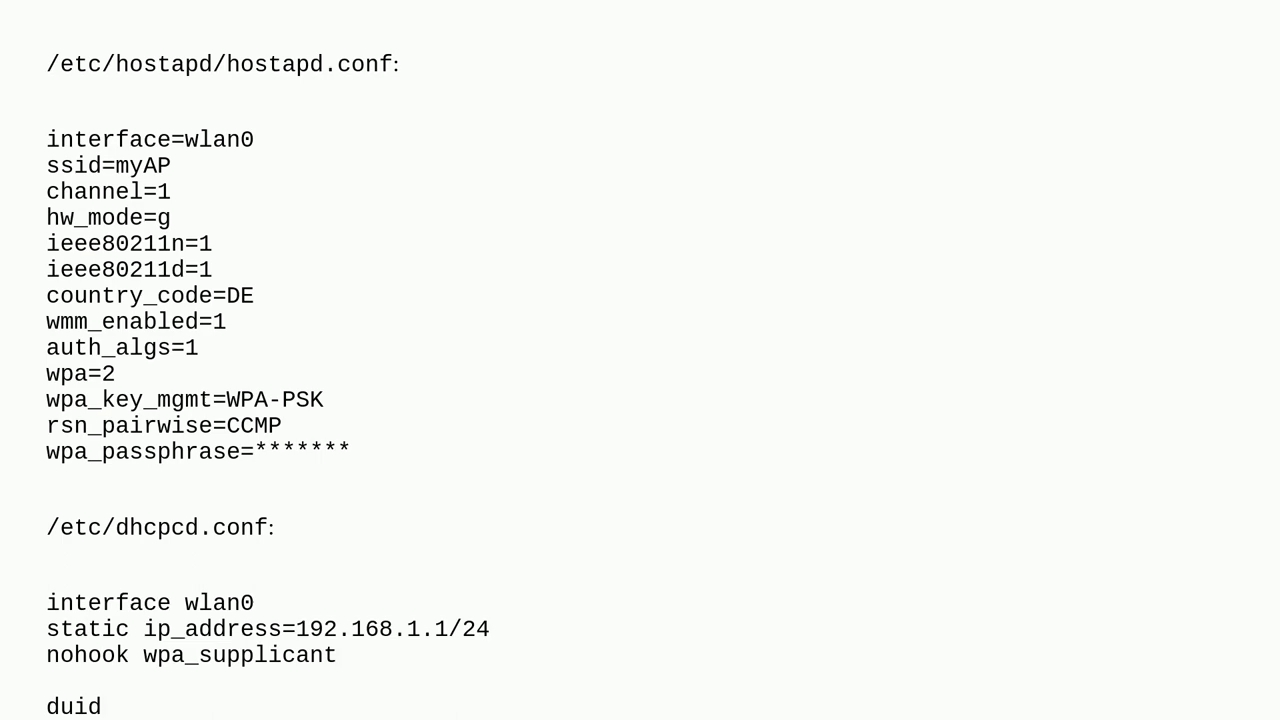 /etc/hostapd/hostapd.conf:
interface=wlan0
ssid=myAP
channel=1
hw_mode=g
ieee80211n=1
ieee80211d=1
country_code=DE
wmm_enabled=1
auth_algs=1
wpa=2
wpa_key_mgmt=WPA-PSK
rsn_pairwise=CCMP
wpa_passphrase=*******
/etc/dhcpcd.conf:
interface wlan0
static ip_address=192.168.1.1/24
nohook wpa_supplicant
duid